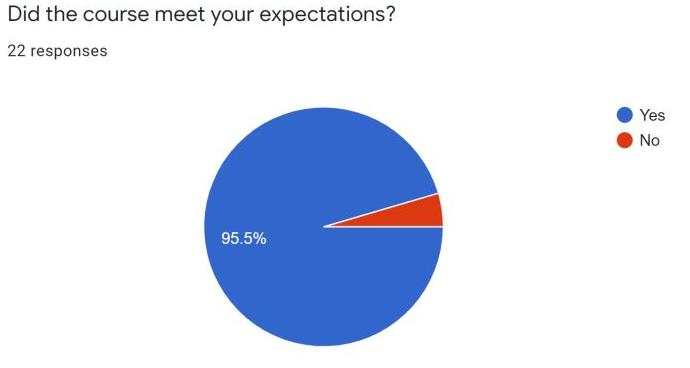 Did the course meet your expectations?
22 responses
Yes
No
95.5%